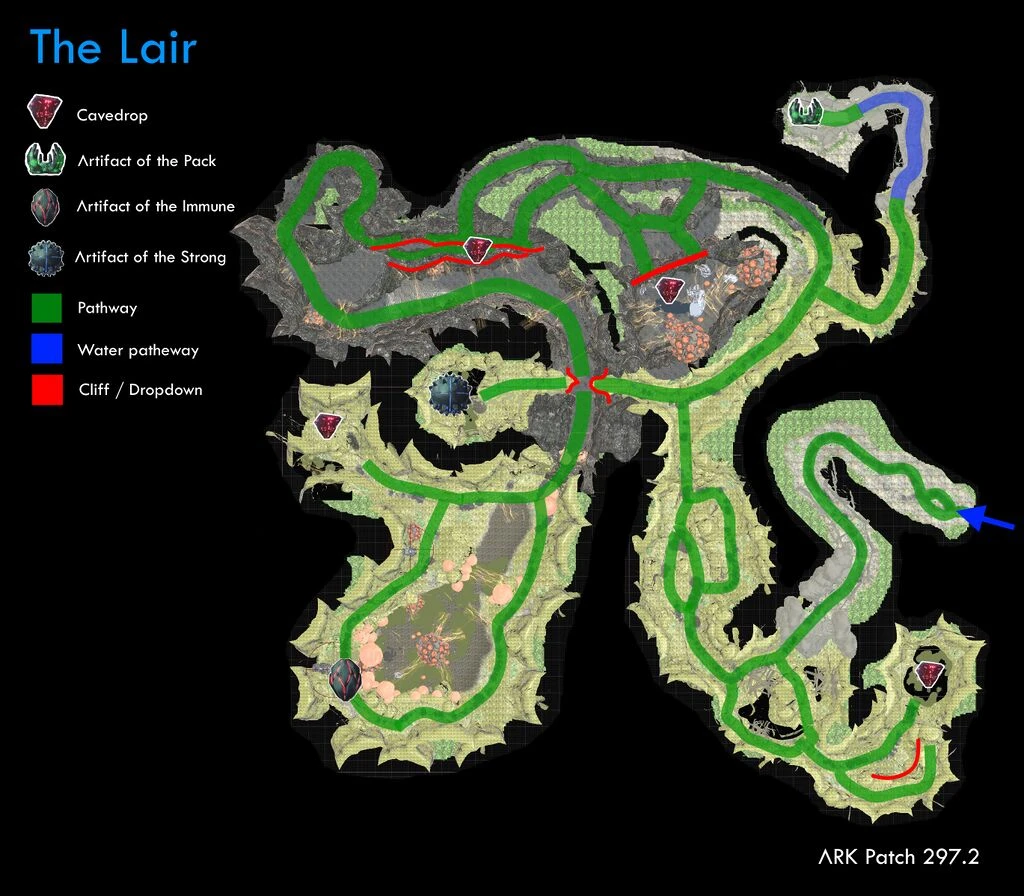 The Lair
Cavedrop
Artifact of the Pack
Artifact of the Immune
Artifact of the Strong
Pathway
Water patheway
Cliff / Dropdown
ARK Patch 297.2